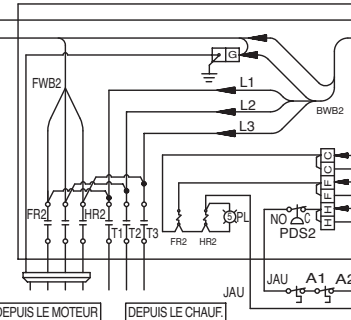 G
FWB2
L1
L2
L3
BWB2
C
C
F
F
H
H
FR2
HR2
T1
T2
T3
FR2
HR2
5
PL
NO
C
PDS2
JAU
JAU
A1
A2
DEPUIS LE MOTEUR
DEPUIS LE CHAUF.